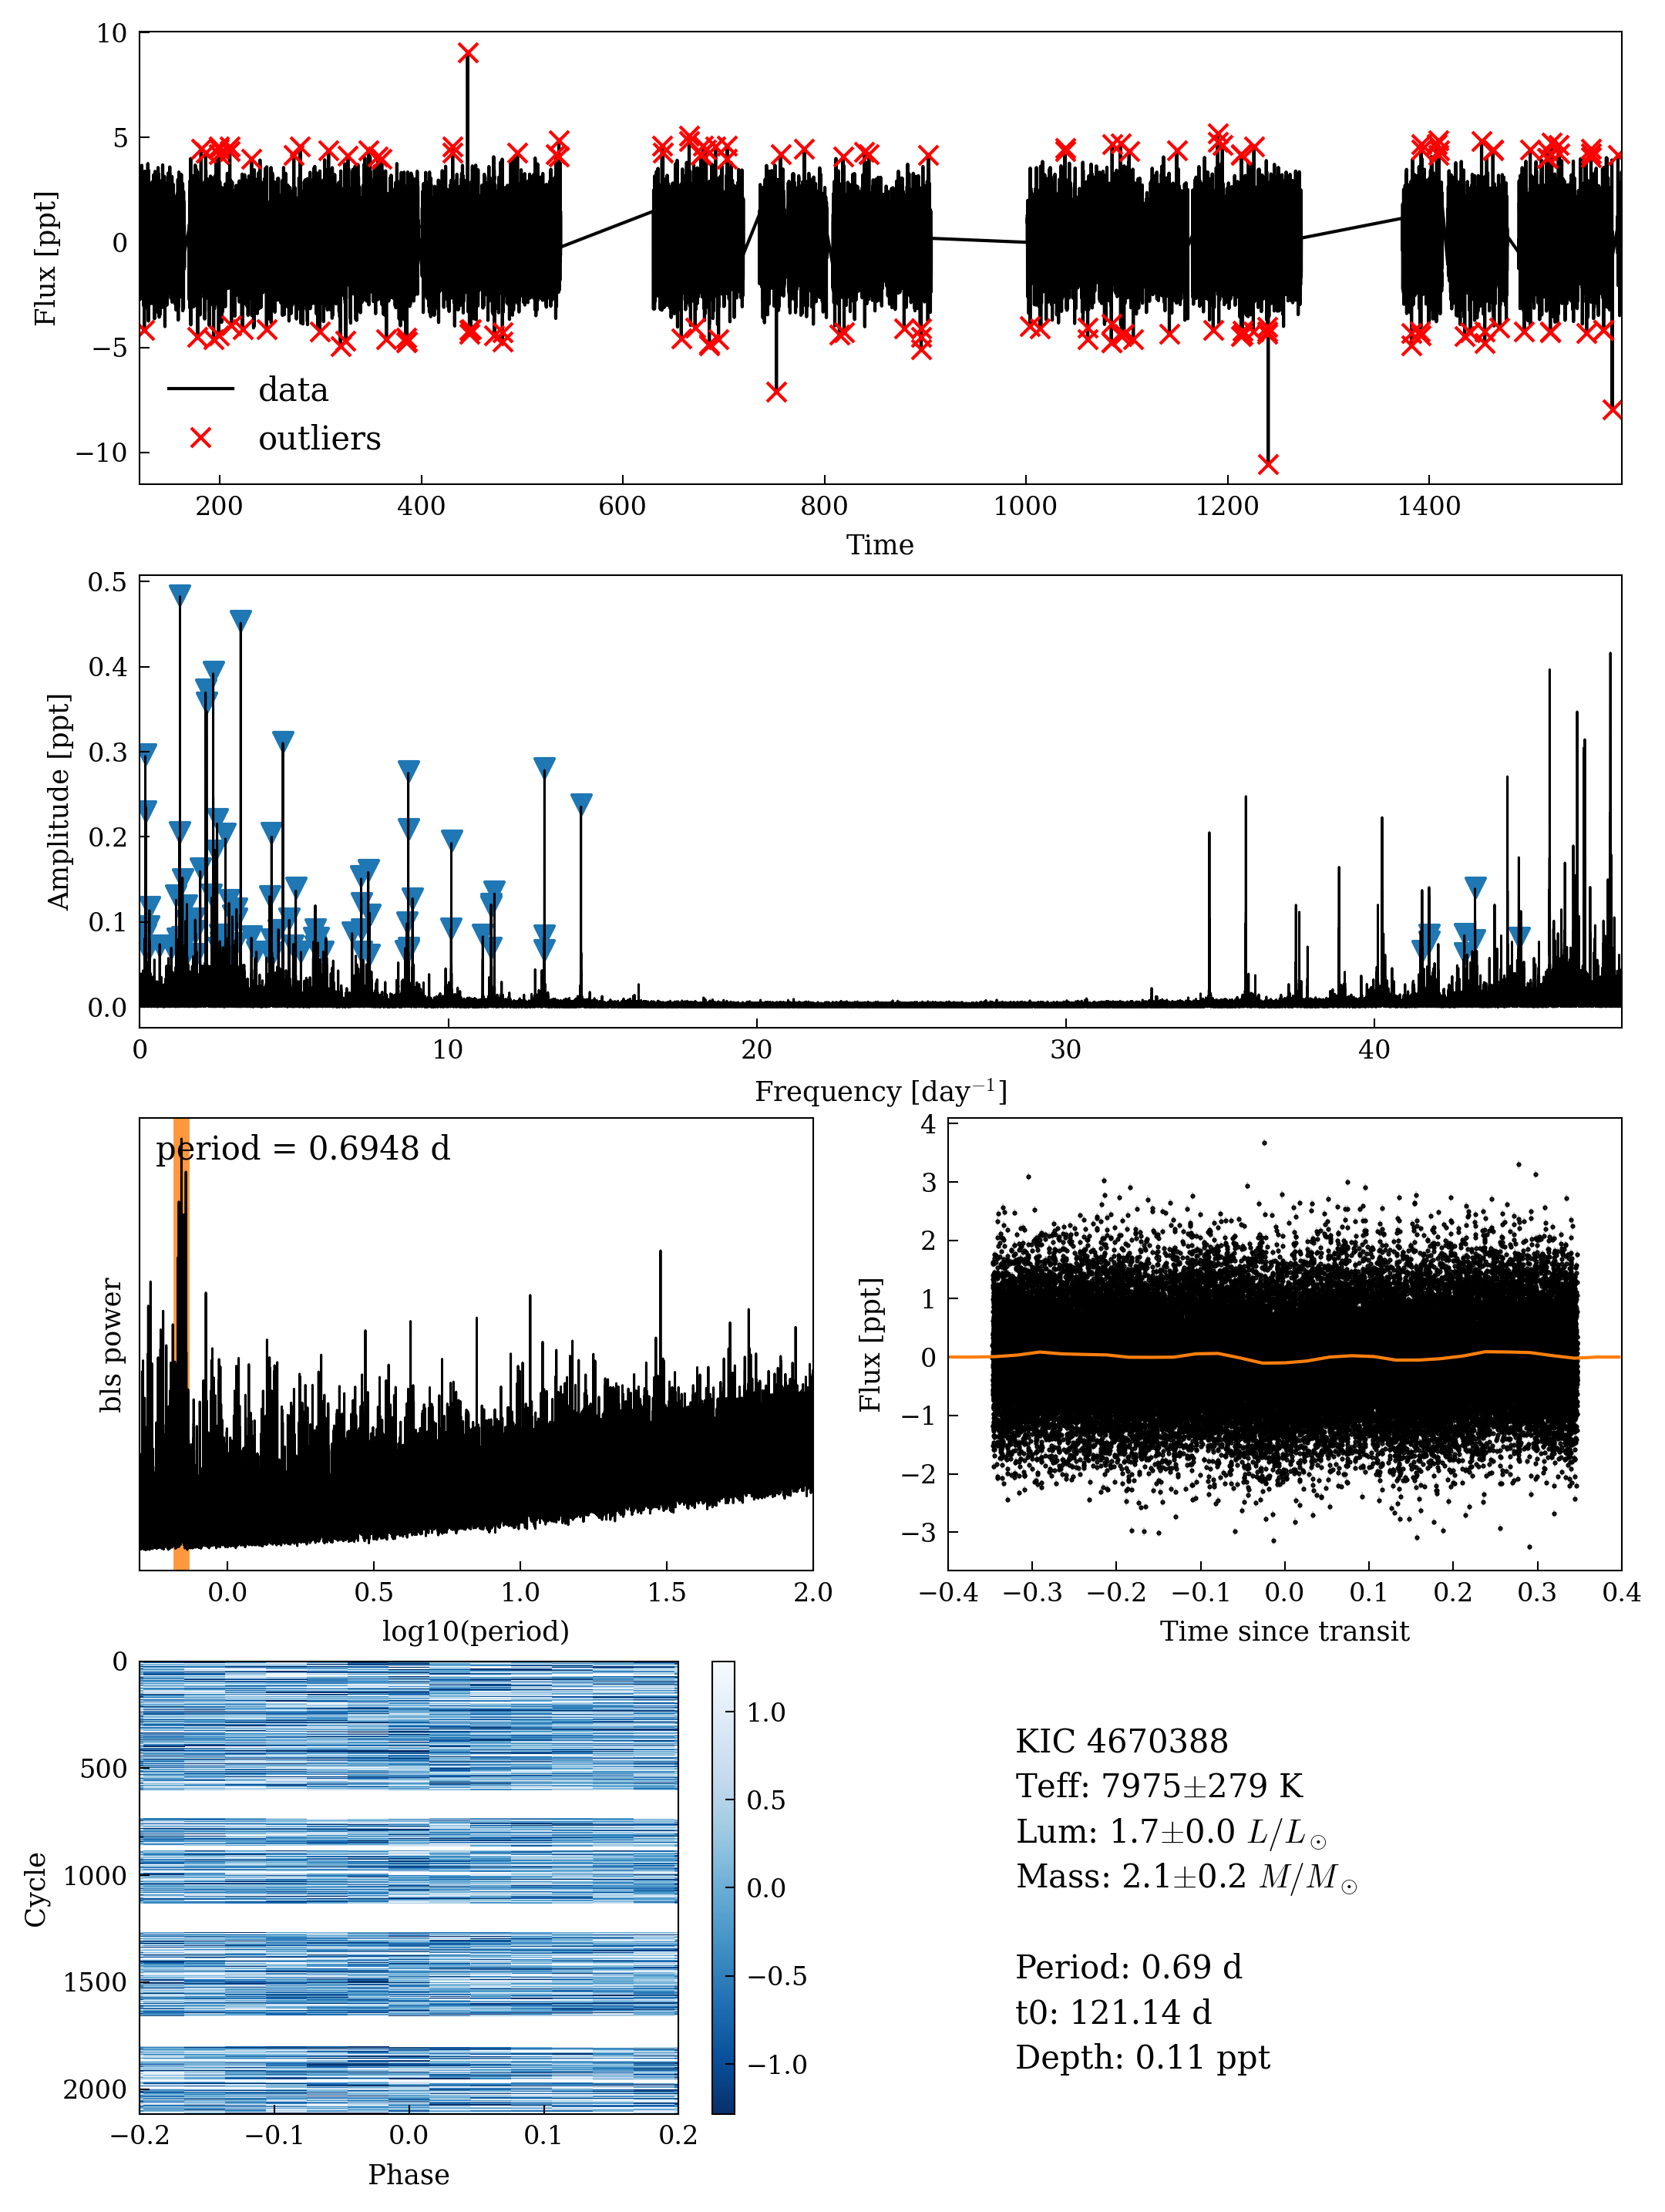 10
5
0
−5
−10
Flux [ppt]
data
outliers
200 400 600 800 1000 1200 1400
Time
0.5
0.4
0.3
0.2
0.1
0.0
Amplitude [ppt]
0 10 20 30 40
Frequency [day⁻¹]
period = 0.6948 d
bls power
0.0 0.5 1.0 1.5 2.0
log10(period)
4
3
2
1
0
−1
−2
−3
Flux [ppt]
−0.4 −0.3 −0.2 −0.1 0.0 0.1 0.2 0.3 0.4
Time since transit
0
500
1000
1500
2000
Cycle
−0.2 −0.1 0.0 0.1 0.2
Phase
1.0
0.5
0.0
−0.5
−1.0
KIC 4670388
Teff: 7975±279 K
Lum: 1.7±0.0 L/L☉
Mass: 2.1±0.2 M/M☉
Period: 0.69 d
t0: 121.14 d
Depth: 0.11 ppt